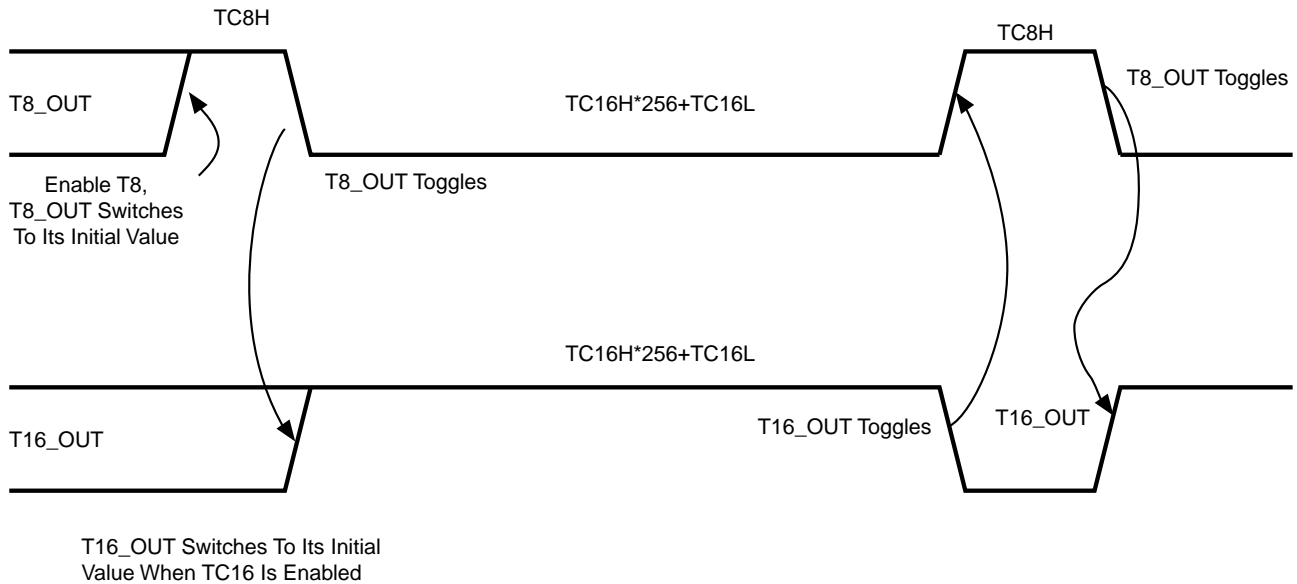 TC8H
TC8H
T8_OUT
TC16H*256+TC16L
T8_OUT Toggles
Enable T8,
T8_OUT Switches
To Its Initial Value
T8_OUT Toggles
TC16H*256+TC16L
T16_OUT
T16_OUT Toggles
T16_OUT
T16_OUT Switches To Its Initial
Value When TC16 Is Enabled